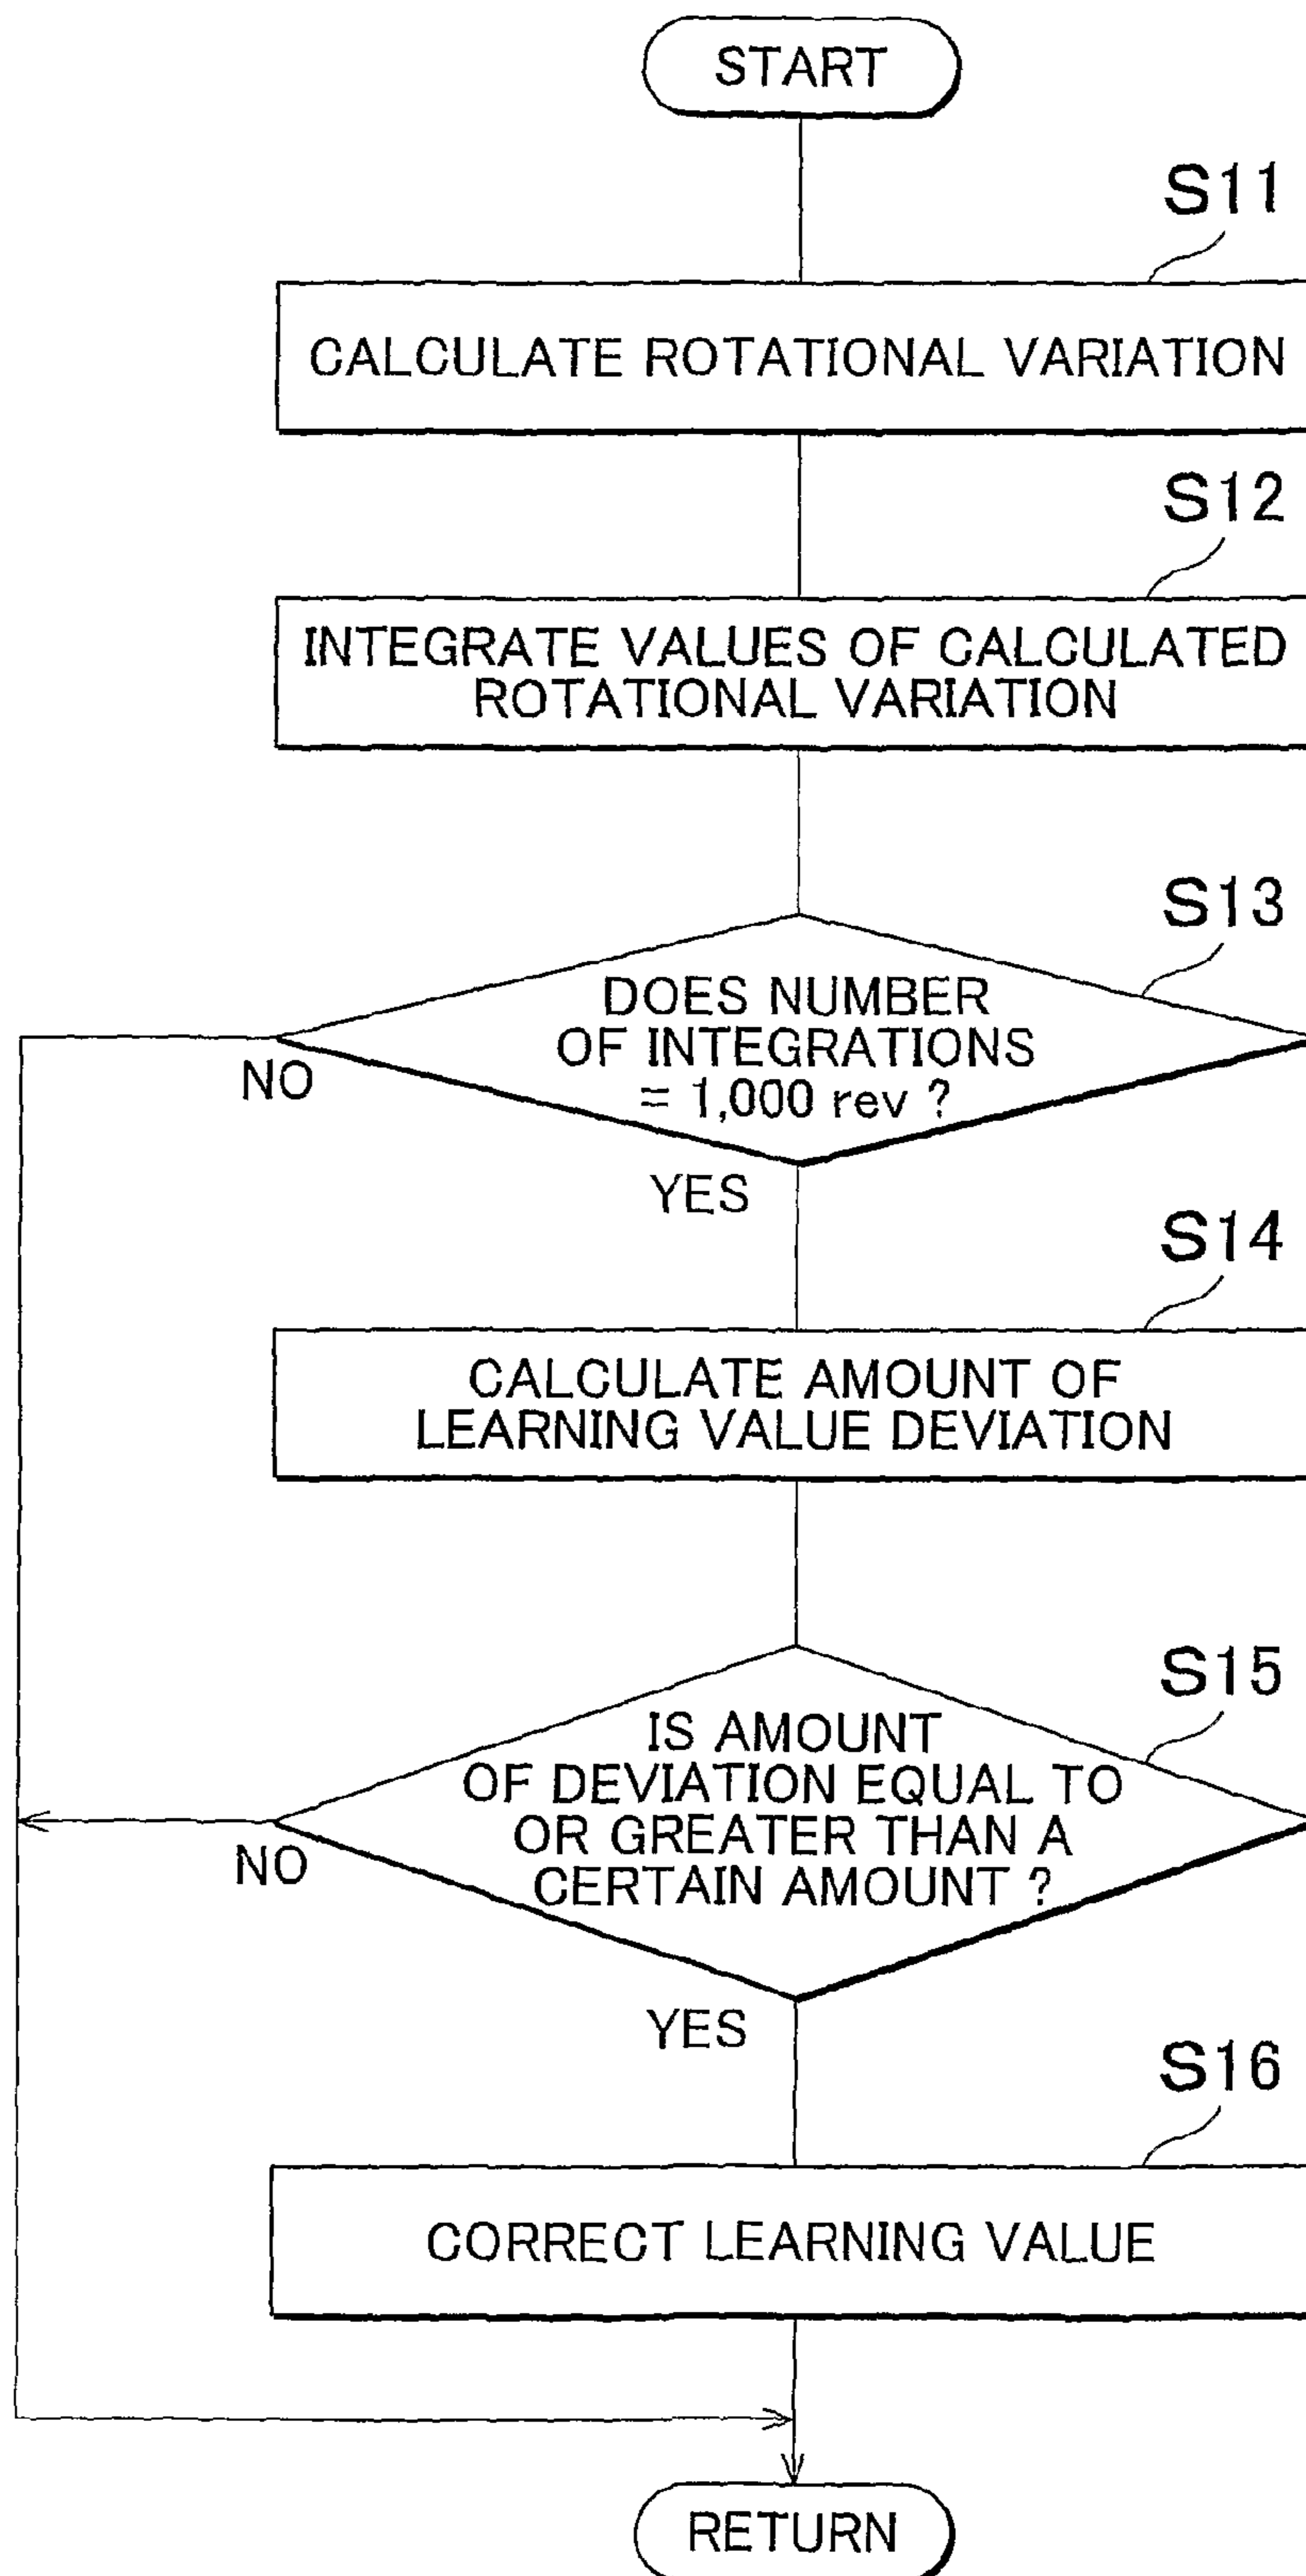 START
S11
CALCULATE ROTATIONAL VARIATION
S12
INTEGRATE VALUES OF CALCULATED
ROTATIONAL VARIATION
S13
DOES NUMBER
OF INTEGRATIONS
= 1,000 rev ?
NO
YES
S14
CALCULATE AMOUNT OF
LEARNING VALUE DEVIATION
S15
IS AMOUNT
OF DEVIATION EQUAL TO
OR GREATER THAN A
CERTAIN AMOUNT ?
NO
YES
S16
CORRECT LEARNING VALUE
RETURN